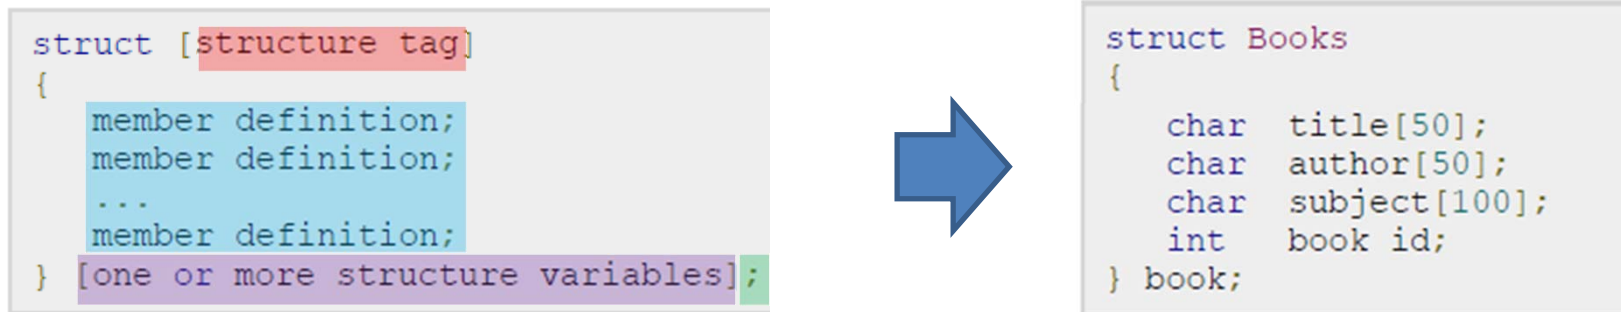 struct [structure tag]
{
member definition;
member definition;
...
member definition;
} [one or more structure variables];
struct Books
{
char title[50];
char author[50];
char subject[100];
int book id;
} book;